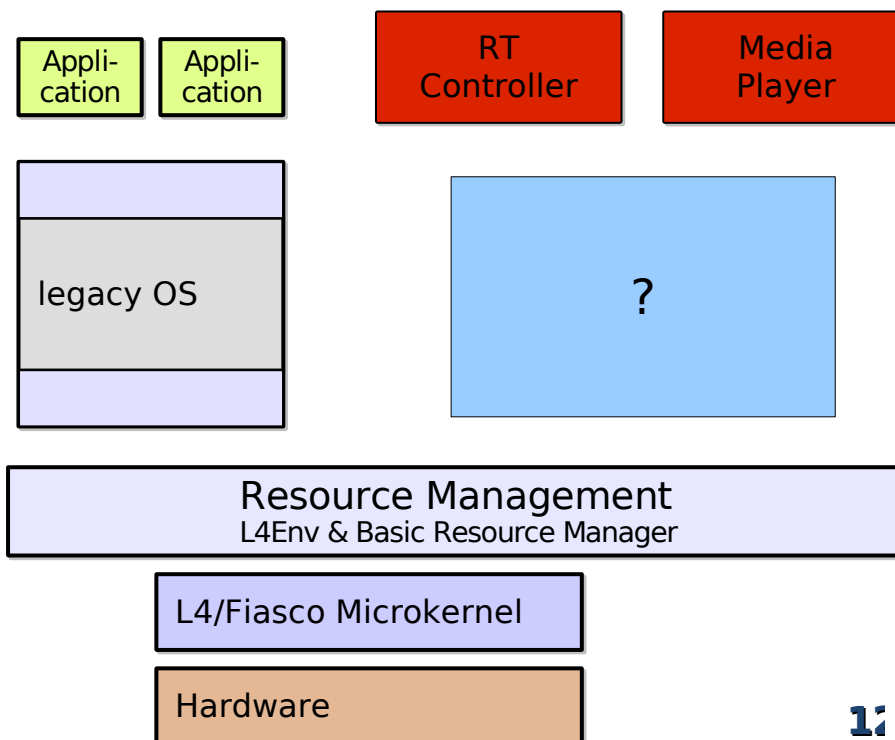 Appli-
cation
Appli-
cation
RT
Controller
Media
Player
legacy OS
?
Resource Management
L4Env & Basic Resource Manager
L4/Fiasco Microkernel
Hardware
12